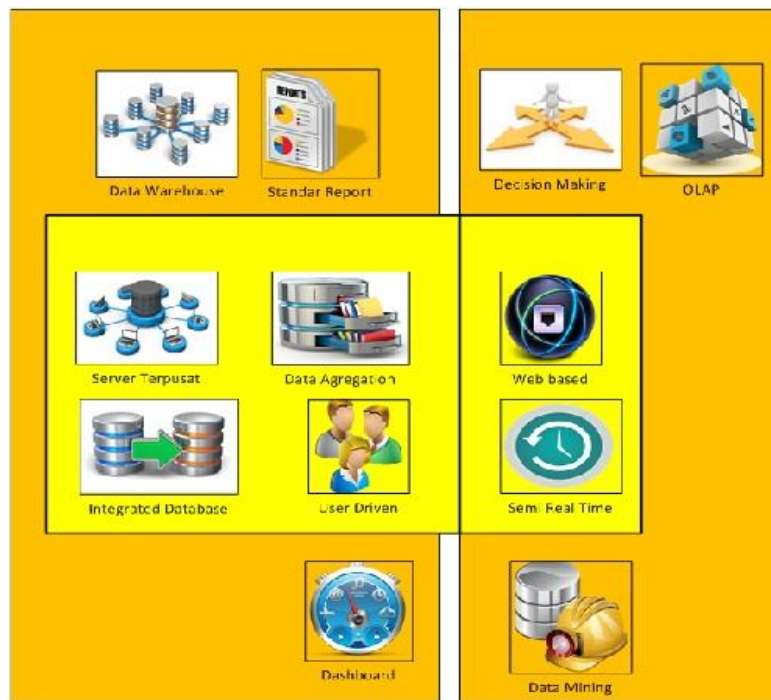 REPORTS
Data Warehouse
Standar Report
Decision Making
OLAP
Server Terpusat
Data Agregation
Web based
Integrated Database
User Driven
Semi Real Time
Dashboard
Data Mining